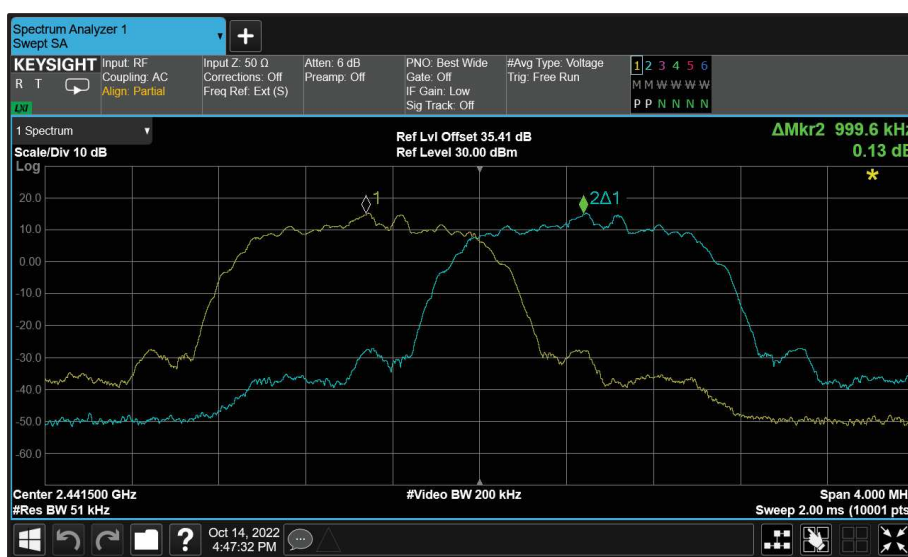 Spectrum Analyzer 1
Swept SA
KEYSIGHT Input: RF Input Z: 50 Ω Atten: 6 dB PNO: Best Wide #Avg Type: Voltage 1 2 3 4 5 6
R T Coupling: AC Corrections: Off Preamp: Off Gate: Off Trig: Free Run M M W W W W
Align: Partial Freq Ref: Ext (S) IF Gain: Low
LXI Sig Track: Off P P N N N N
1 Spectrum Ref Lvl Offset 35.41 dB ΔMkr2 999.6 kHz
Scale/Div 10 dB Ref Level 30.00 dBm 0.13 dB
Log *
20.0 1 2Δ1
10.0
0.00
-10.0
-20.0
-30.0
-40.0
-50.0
-60.0
Center 2.441500 GHz #Video BW 200 kHz Span 4.000 MH
#Res BW 51 kHz Sweep 2.00 ms (10001 pts
? Oct 14, 2022
4:47:32 PM